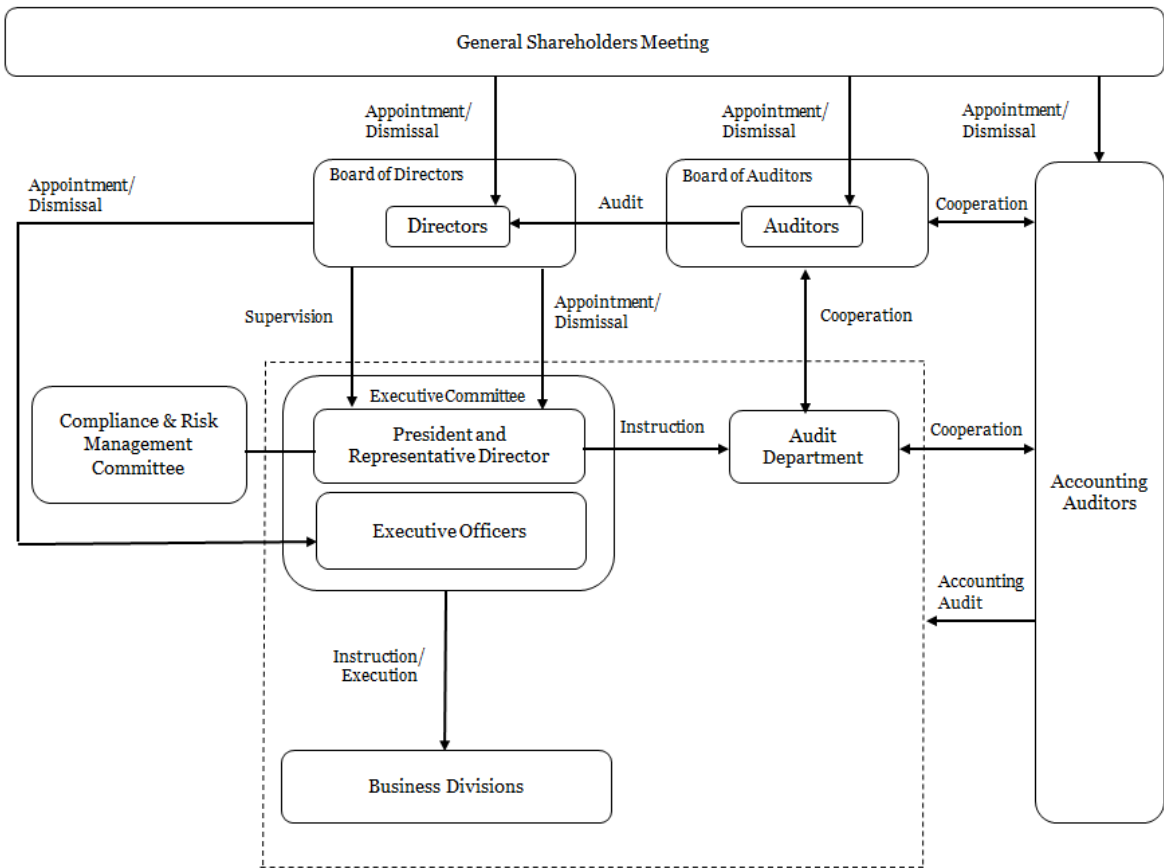 General Shareholders Meeting
Appointment/
Dismissal
Appointment/
Dismissal
Appointment/
Dismissal
Appointment/
Dismissal
Board of Directors
Directors
Audit
Board of Auditors
Auditors
Cooperation
Supervision
Appointment/
Dismissal
Cooperation
Compliance & Risk
Management
Committee
Executive Committee
President and
Representative Director
Instruction
Audit
Department
Cooperation
Executive Officers
Accounting
Auditors
Accounting
Audit
Instruction/
Execution
Business Divisions